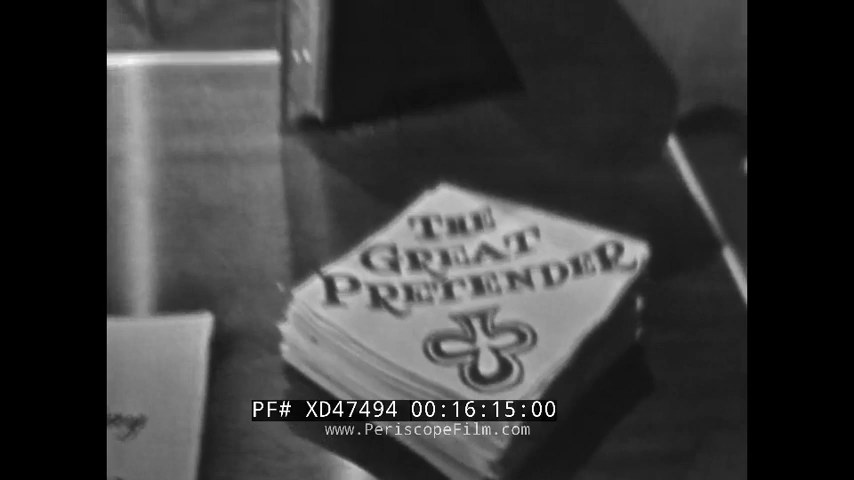 THE
GREAT
PRETENDER
PF# XD47494 00:16:15:00
www.PeriscopeFilm.com